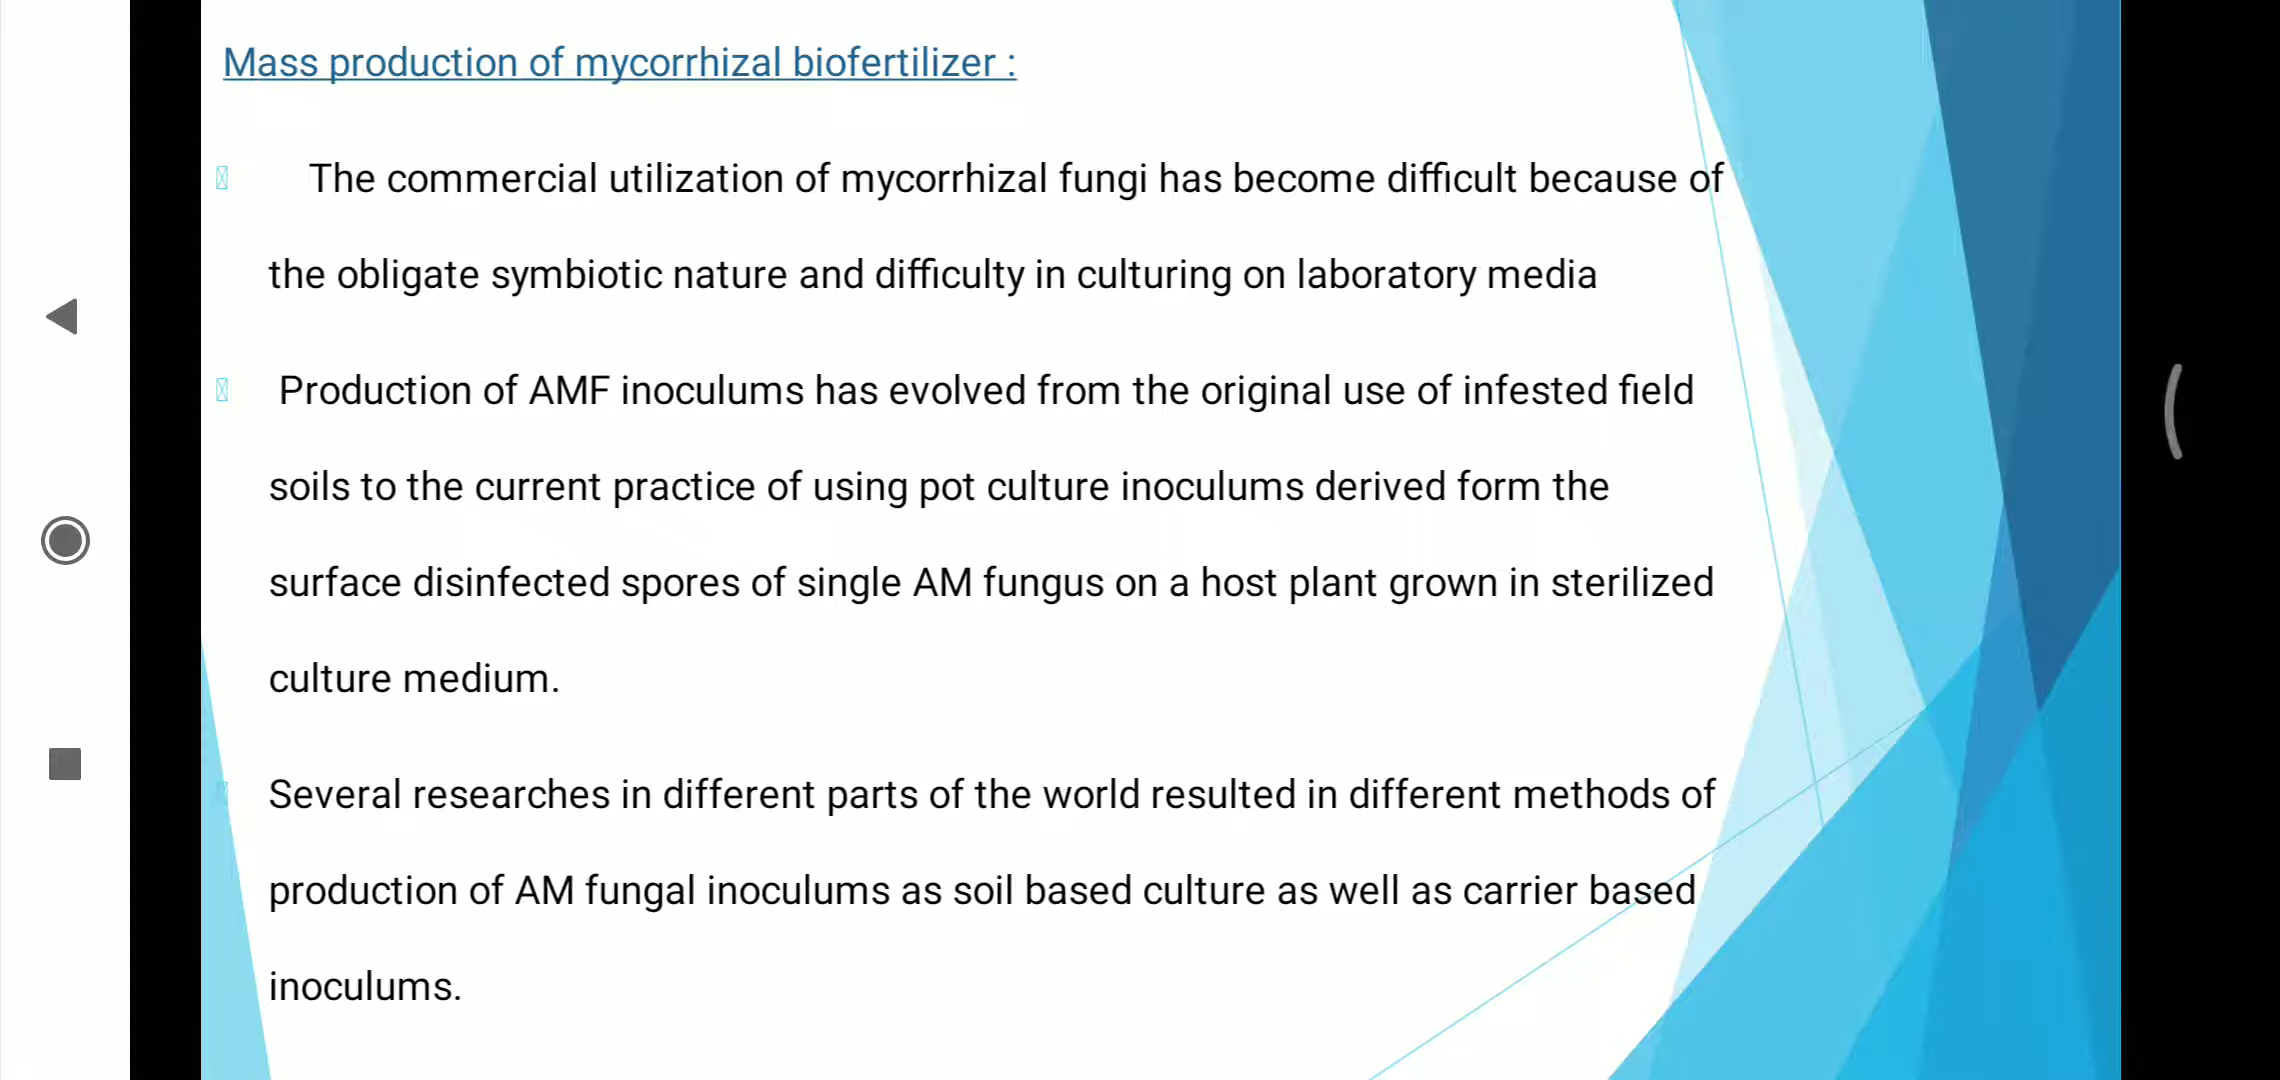 Mass production of mycorrhizal biofertilizer :
The commercial utilization of mycorrhizal fungi has become difficult because of
the obligate symbiotic nature and difficulty in culturing on laboratory media
Production of AMF inoculums has evolved from the original use of infested field
soils to the current practice of using pot culture inoculums derived form the
surface disinfected spores of single AM fungus on a host plant grown in sterilized
culture medium.
Several researches in different parts of the world resulted in different methods of
production of AM fungal inoculums as soil based culture as well as carrier based
inoculums.